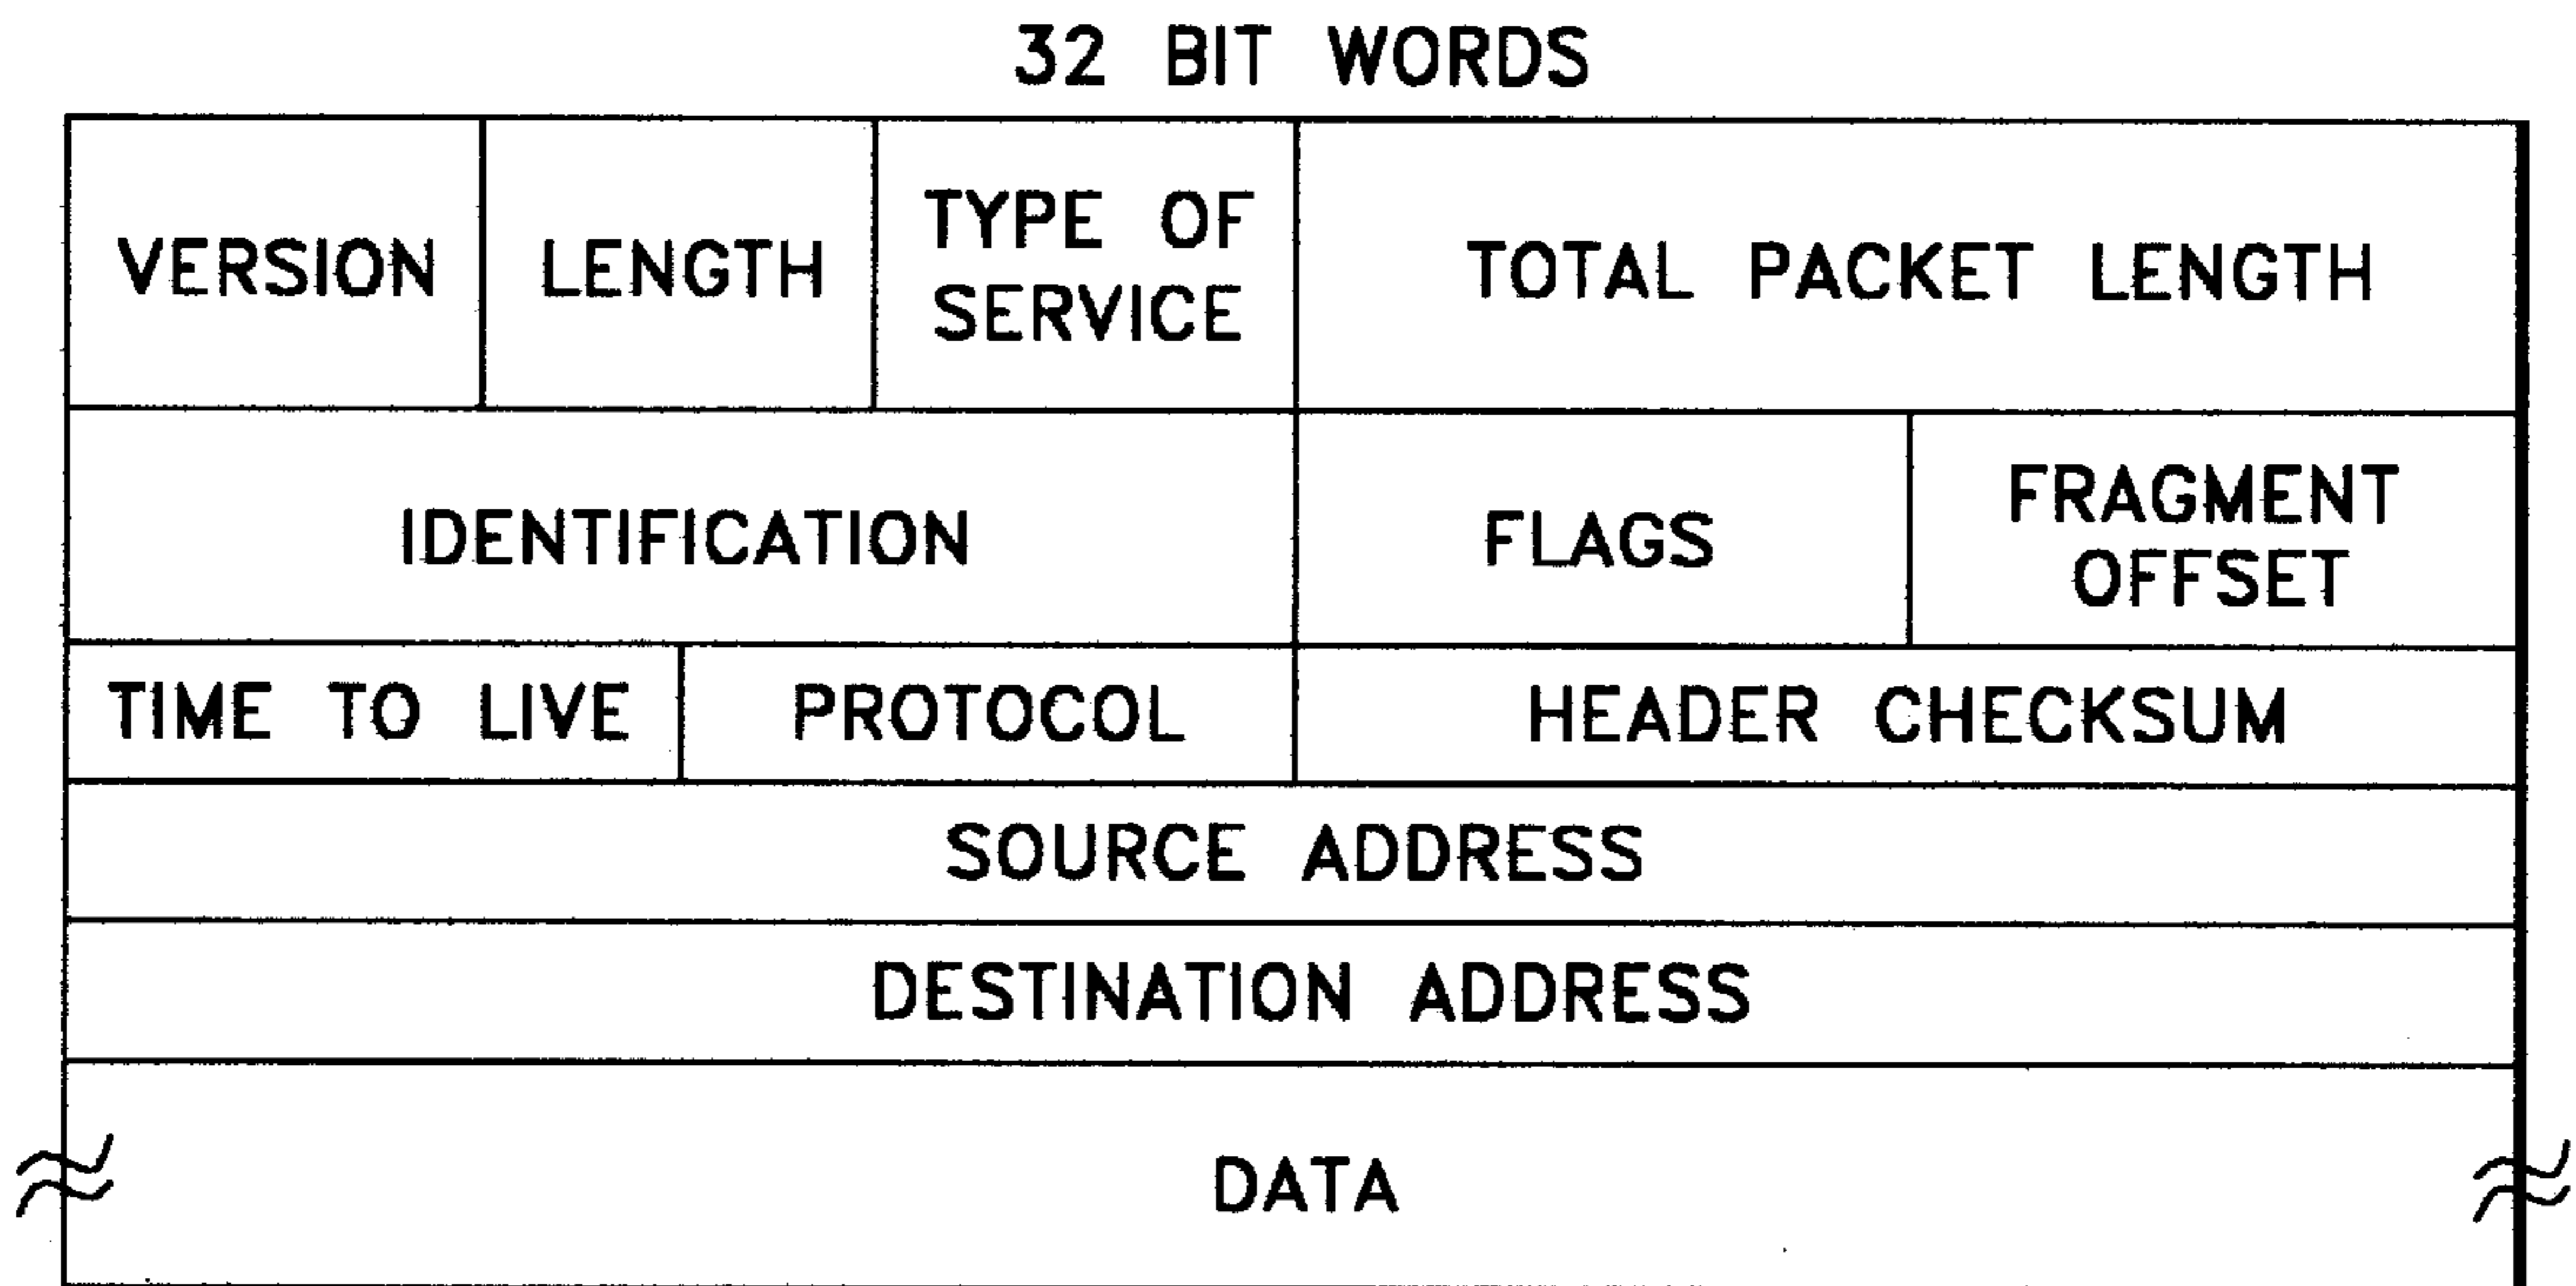 32 BIT WORDS
VERSION
LENGTH
TYPE OF
SERVICE
TOTAL PACKET LENGTH
IDENTIFICATION
FLAGS
FRAGMENT
OFFSET
TIME TO LIVE
PROTOCOL
HEADER CHECKSUM
SOURCE ADDRESS
DESTINATION ADDRESS
DATA